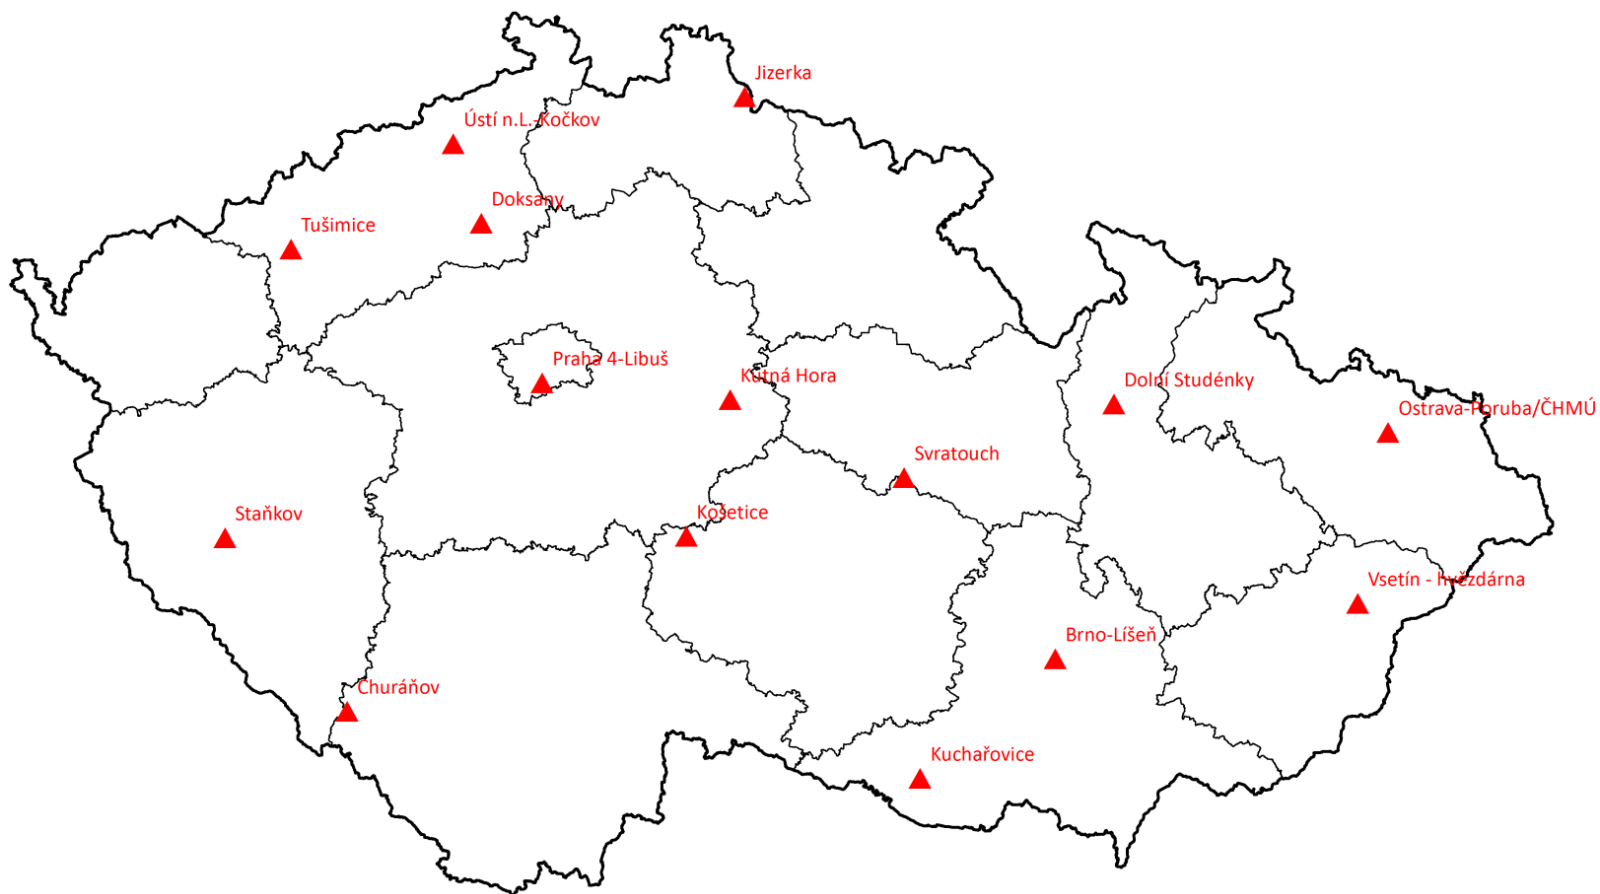 Jizerka
Ústí n.L.-Kočkov
Doksany
Tušimice
Praha 4-Libuš
Kutná Hora
Dolní Studénky
Ostrava-Poruba/ČHMÚ
Svratouch
Staňkov
Košetice
Vsetín - hvězdárna
Brno-Líšeň
Churáňov
Kuchařovice